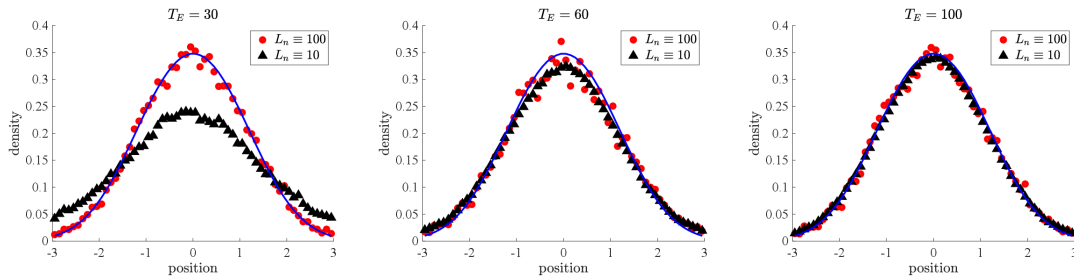 T_E = 30
L_n ≡ 100
L_n ≡ 10
density
0.4
0.35
0.3
0.25
0.2
0.15
0.1
0.05
0
-3 -2 -1 0 1 2 3
position
T_E = 60
L_n ≡ 100
L_n ≡ 10
density
0.4
0.35
0.3
0.25
0.2
0.15
0.1
0.05
0
-3 -2 -1 0 1 2 3
position
T_E = 100
L_n ≡ 100
L_n ≡ 10
density
0.4
0.35
0.3
0.25
0.2
0.15
0.1
0.05
0
-3 -2 -1 0 1 2 3
position